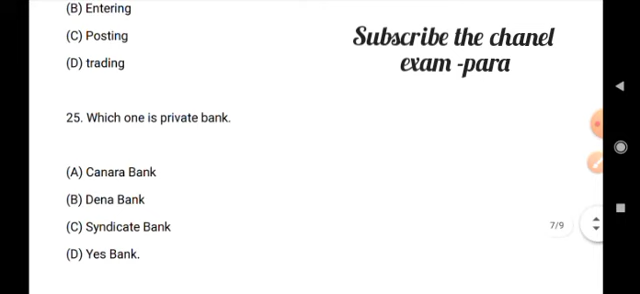 (B) Entering
(C) Posting
(D) trading
Subscribe the chanel
exam -para
25. Which one is private bank.
(A) Canara Bank
(B) Dena Bank
(C) Syndicate Bank
(D) Yes Bank.
7/9